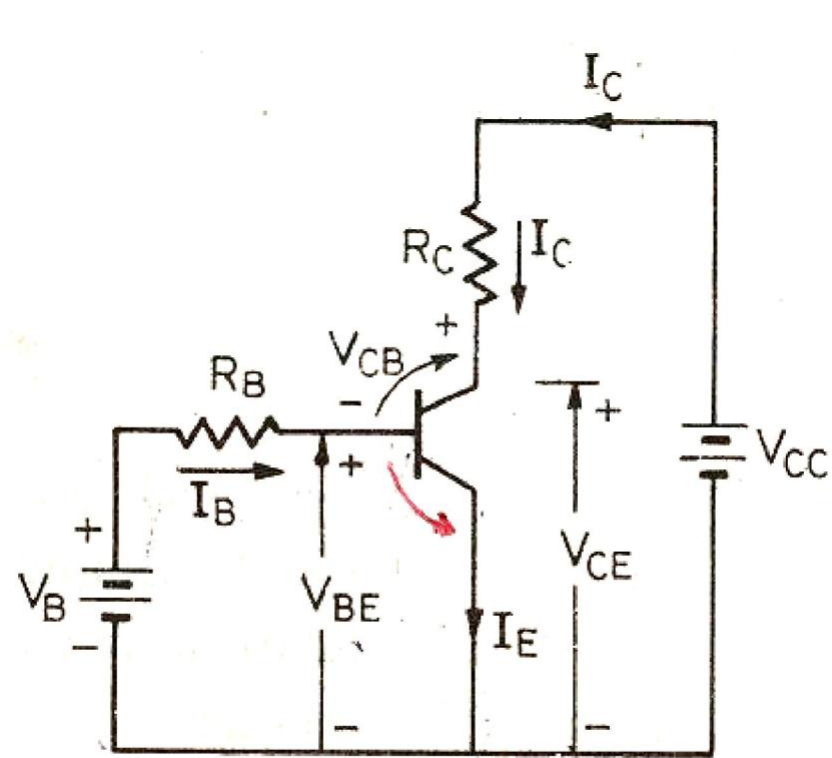 I_C
R_C
I_C
+
V_CB
R_B
-
+
+
V_CC
I_B
+
V_B
V_BE
V_CE
-
I_E
-
-